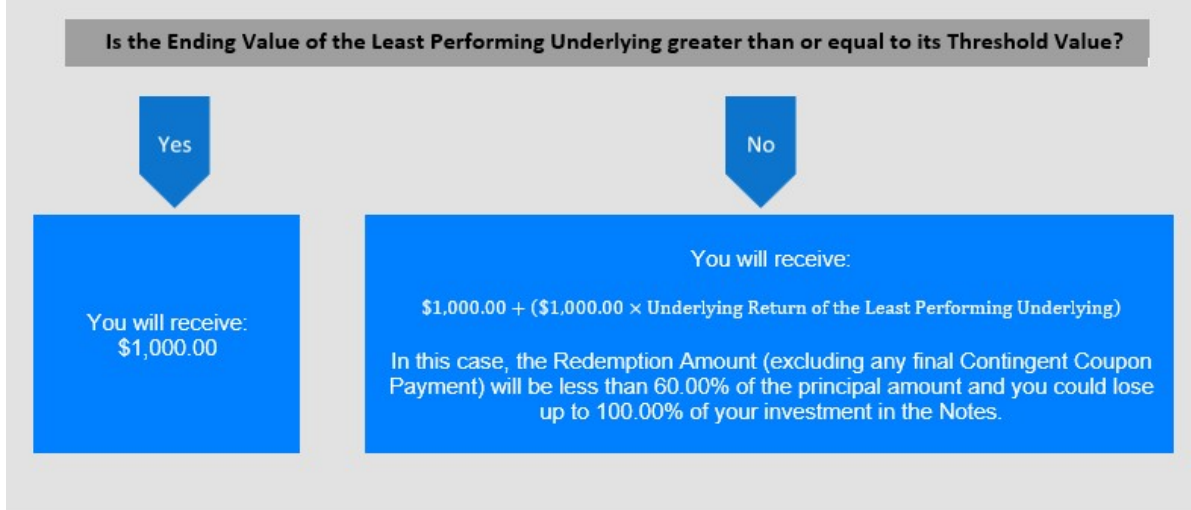 Is the Ending Value of the Least Performing Underlying greater than or equal to its Threshold Value?
Yes
No
You will receive:
$1,000.00
You will receive:
$1,000.00 + ($1,000.00 × Underlying Return of the Least Performing Underlying)
In this case, the Redemption Amount (excluding any final Contingent Coupon
Payment) will be less than 60.00% of the principal amount and you could lose
up to 100.00% of your investment in the Notes.